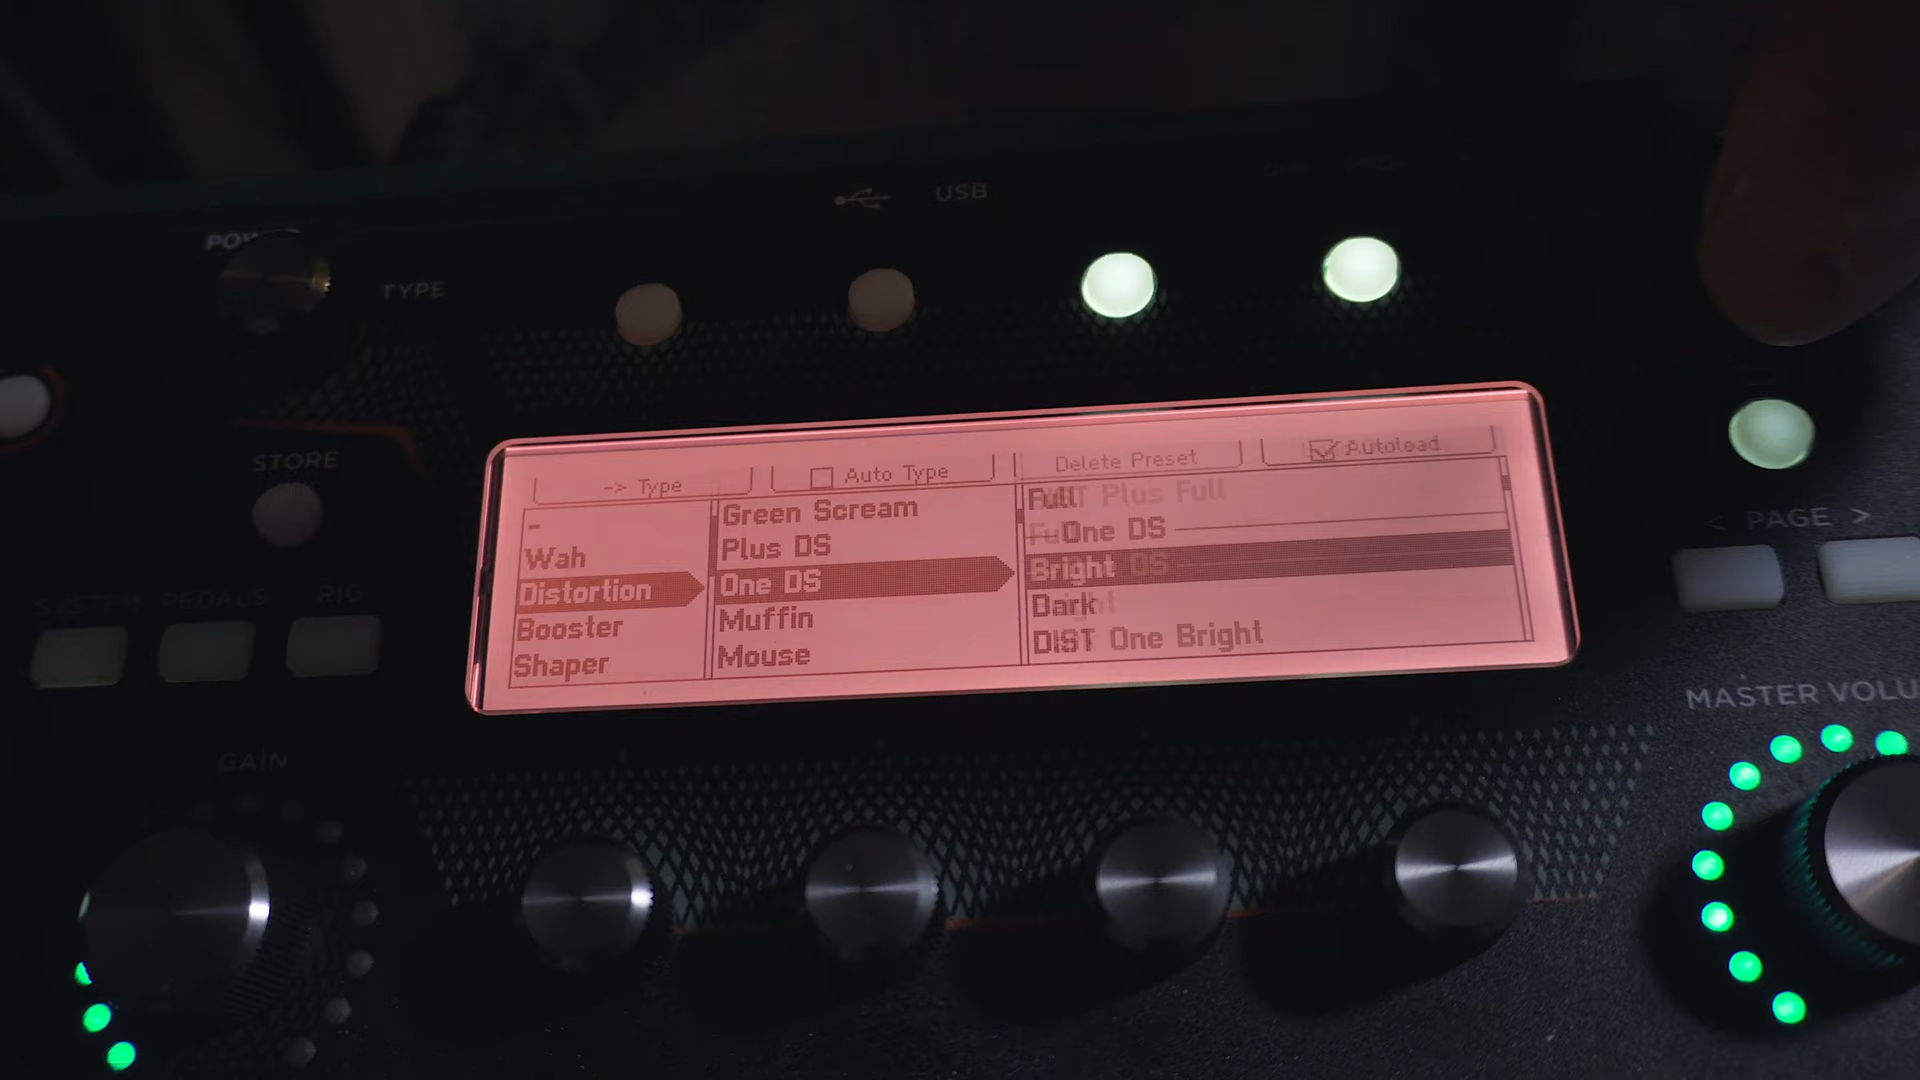 USB
TYPE
STORE
SYSTEM PEDALS RIG
< PAGE >
MASTER VOLU
GAIN
-> Type
Auto Type
Delete Preset
Autoload
-
Wah
Distortion
Booster
Shaper
Green Scream
Plus DS
One DS
Muffin
Mouse
Full
One DS
Bright
Dark
DIST One Bright